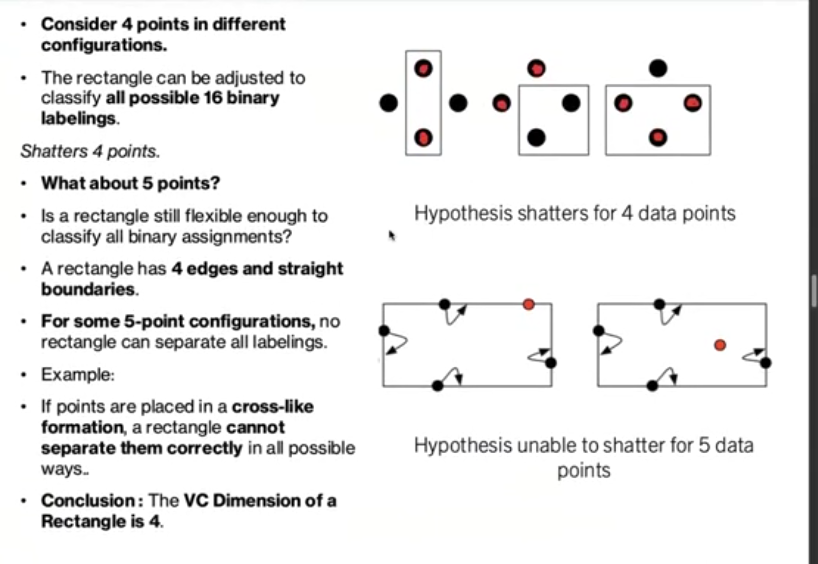 • Consider 4 points in different
configurations.
• The rectangle can be adjusted to
classify all possible 16 binary
labelings.
Shatters 4 points.
• What about 5 points?
• Is a rectangle still flexible enough to
classify all binary assignments?
• A rectangle has 4 edges and straight
boundaries.
• For some 5-point configurations, no
rectangle can separate all labelings.
• Example:
• If points are placed in a cross-like
formation, a rectangle cannot
separate them correctly in all possible
ways..
• Conclusion: The VC Dimension of a
Rectangle is 4.
Hypothesis shatters for 4 data points
Hypothesis unable to shatter for 5 data
points